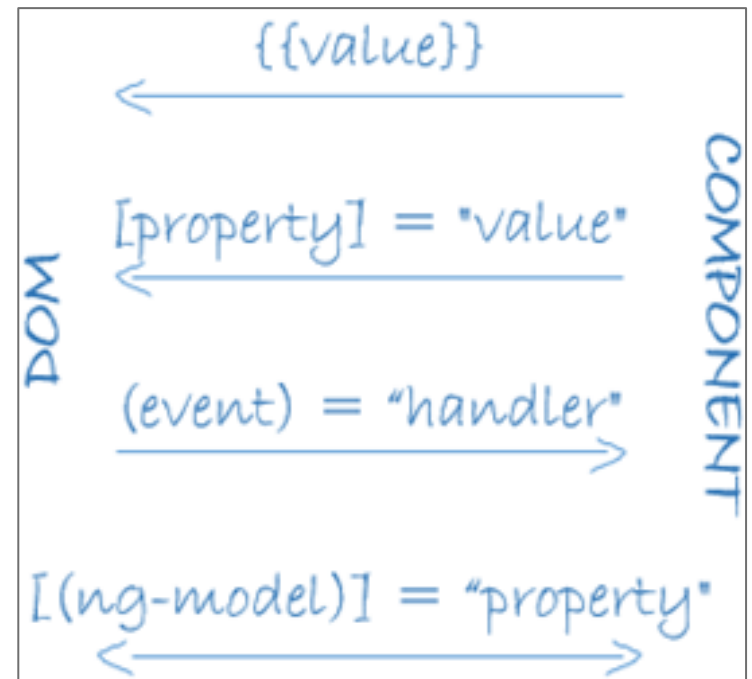 {{value}}
[property] = "value"
DOM
COMPONENT
(event) = "handler"
[(ng-model)] = "property"